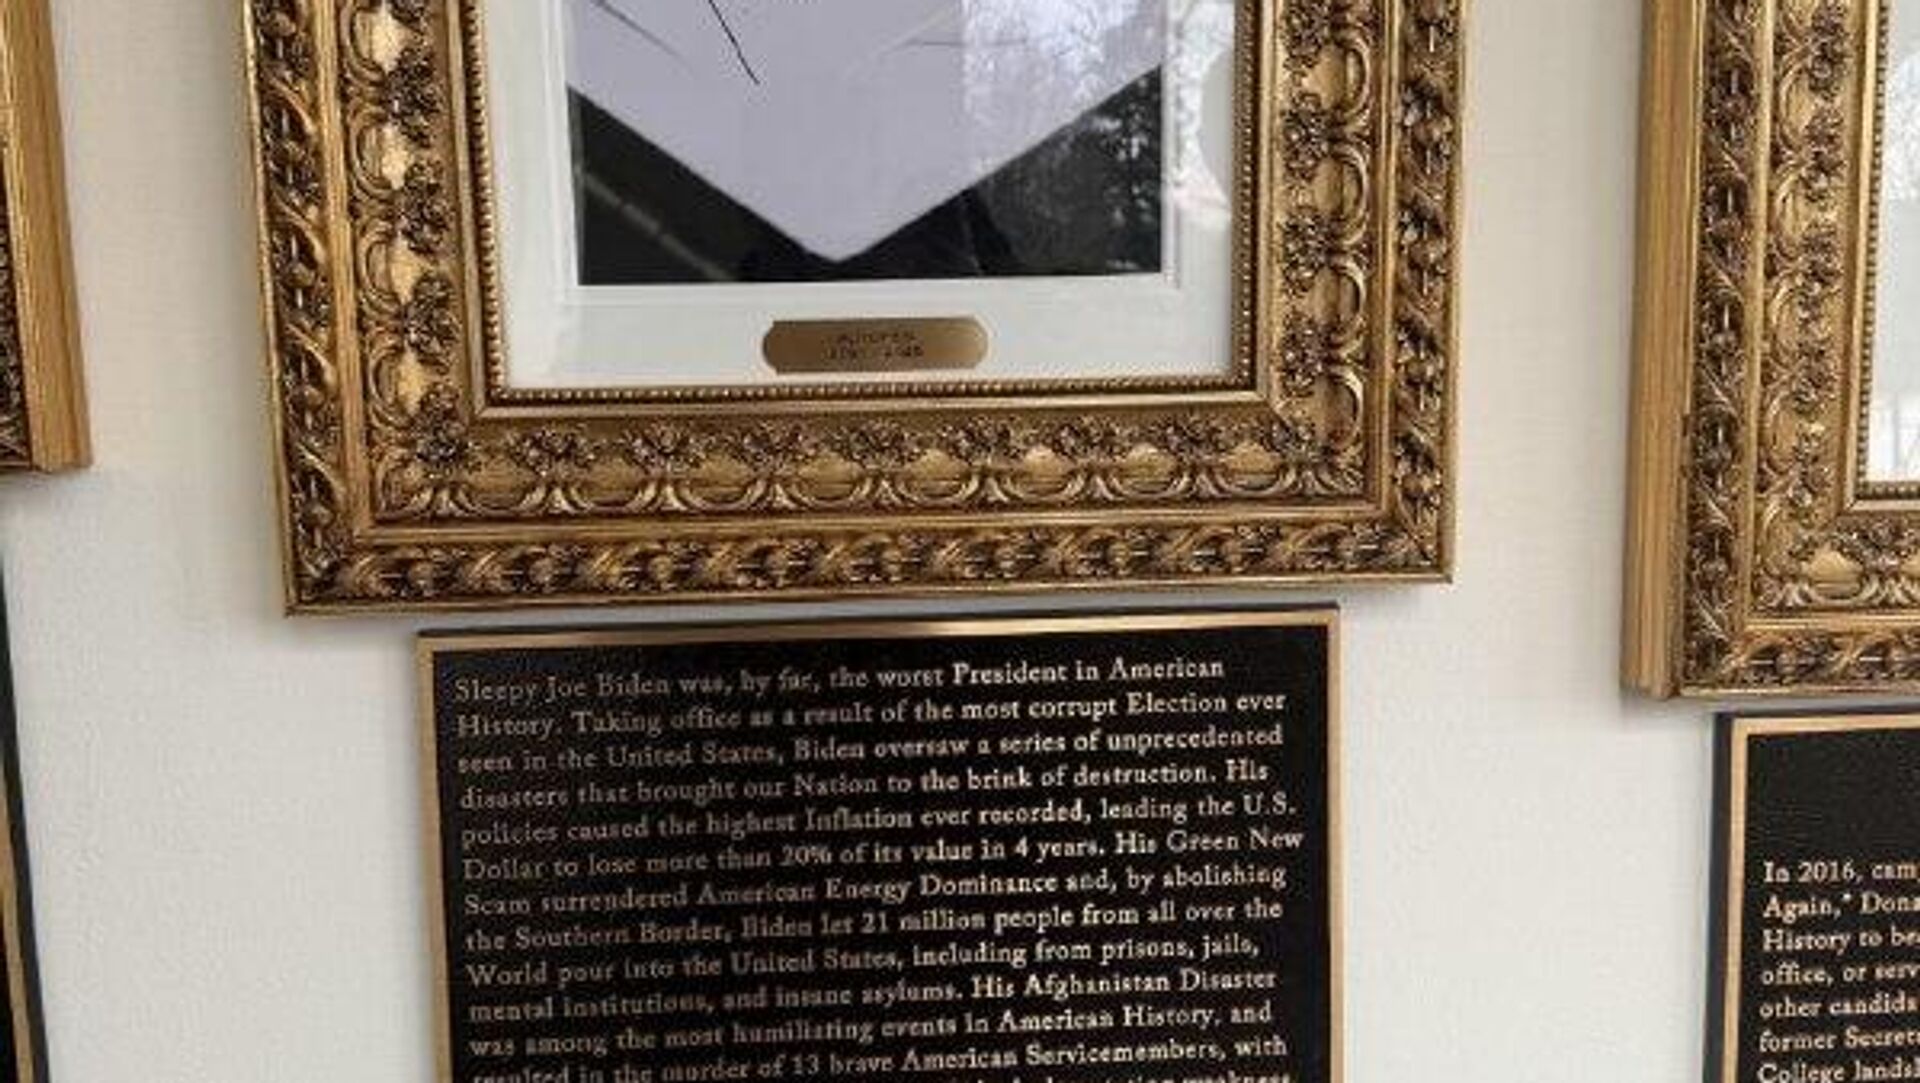 Sleepy Joe Biden was, by far, the worst President in American
History. Taking office as a result of the most corrupt Election ever
seen in the United States, Biden oversaw a series of unprecedented
disasters that brought our Nation to the brink of destruction. His
policies caused the highest Inflation ever recorded, leading the U.S.
Dollar to lose more than 20% of its value in 4 years. His Green New
Scam surrendered American Energy Dominance and, by abolishing
the Southern Border, Biden let 21 million people from all over the
World pour into the United States, including from prisons, jails,
mental institutions, and insane asylums. His Afghanistan Disaster
was among the most humiliating events in American History, and
resulted in the murder of 13 brave American Servicemembers, with
weakness
In 2016, cam
Again," Dona
History to be
office, or serv
other candida
former Secret
College lands